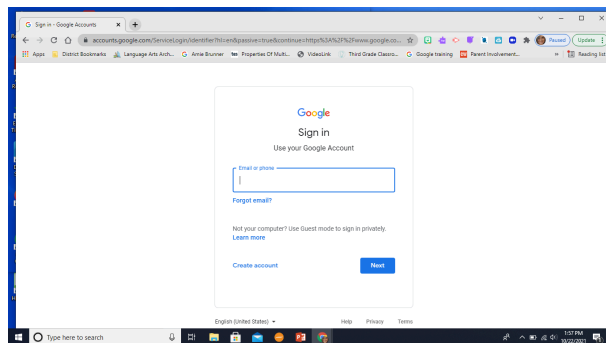 Sign in - Google Accounts
accounts.google.com/ServiceLogin/identifier?hl=en&passive=true&continue=https%3A%2F%2Fwww.google.co...
Paused
Update
Apps
District Bookmarks
Language Arts Arch...
Amie Brunner
Properties Of Multi...
VideoLink
Third Grade Classro...
Google training
Parent Involvement...
Reading list
Google
Sign in
Use your Google Account
Email or phone
Forgot email?
Not your computer? Use Guest mode to sign in privately.
Learn more
Create account
Next
English (United States)
Help
Privacy
Terms
Type here to search
1:57 PM
10/22/2021